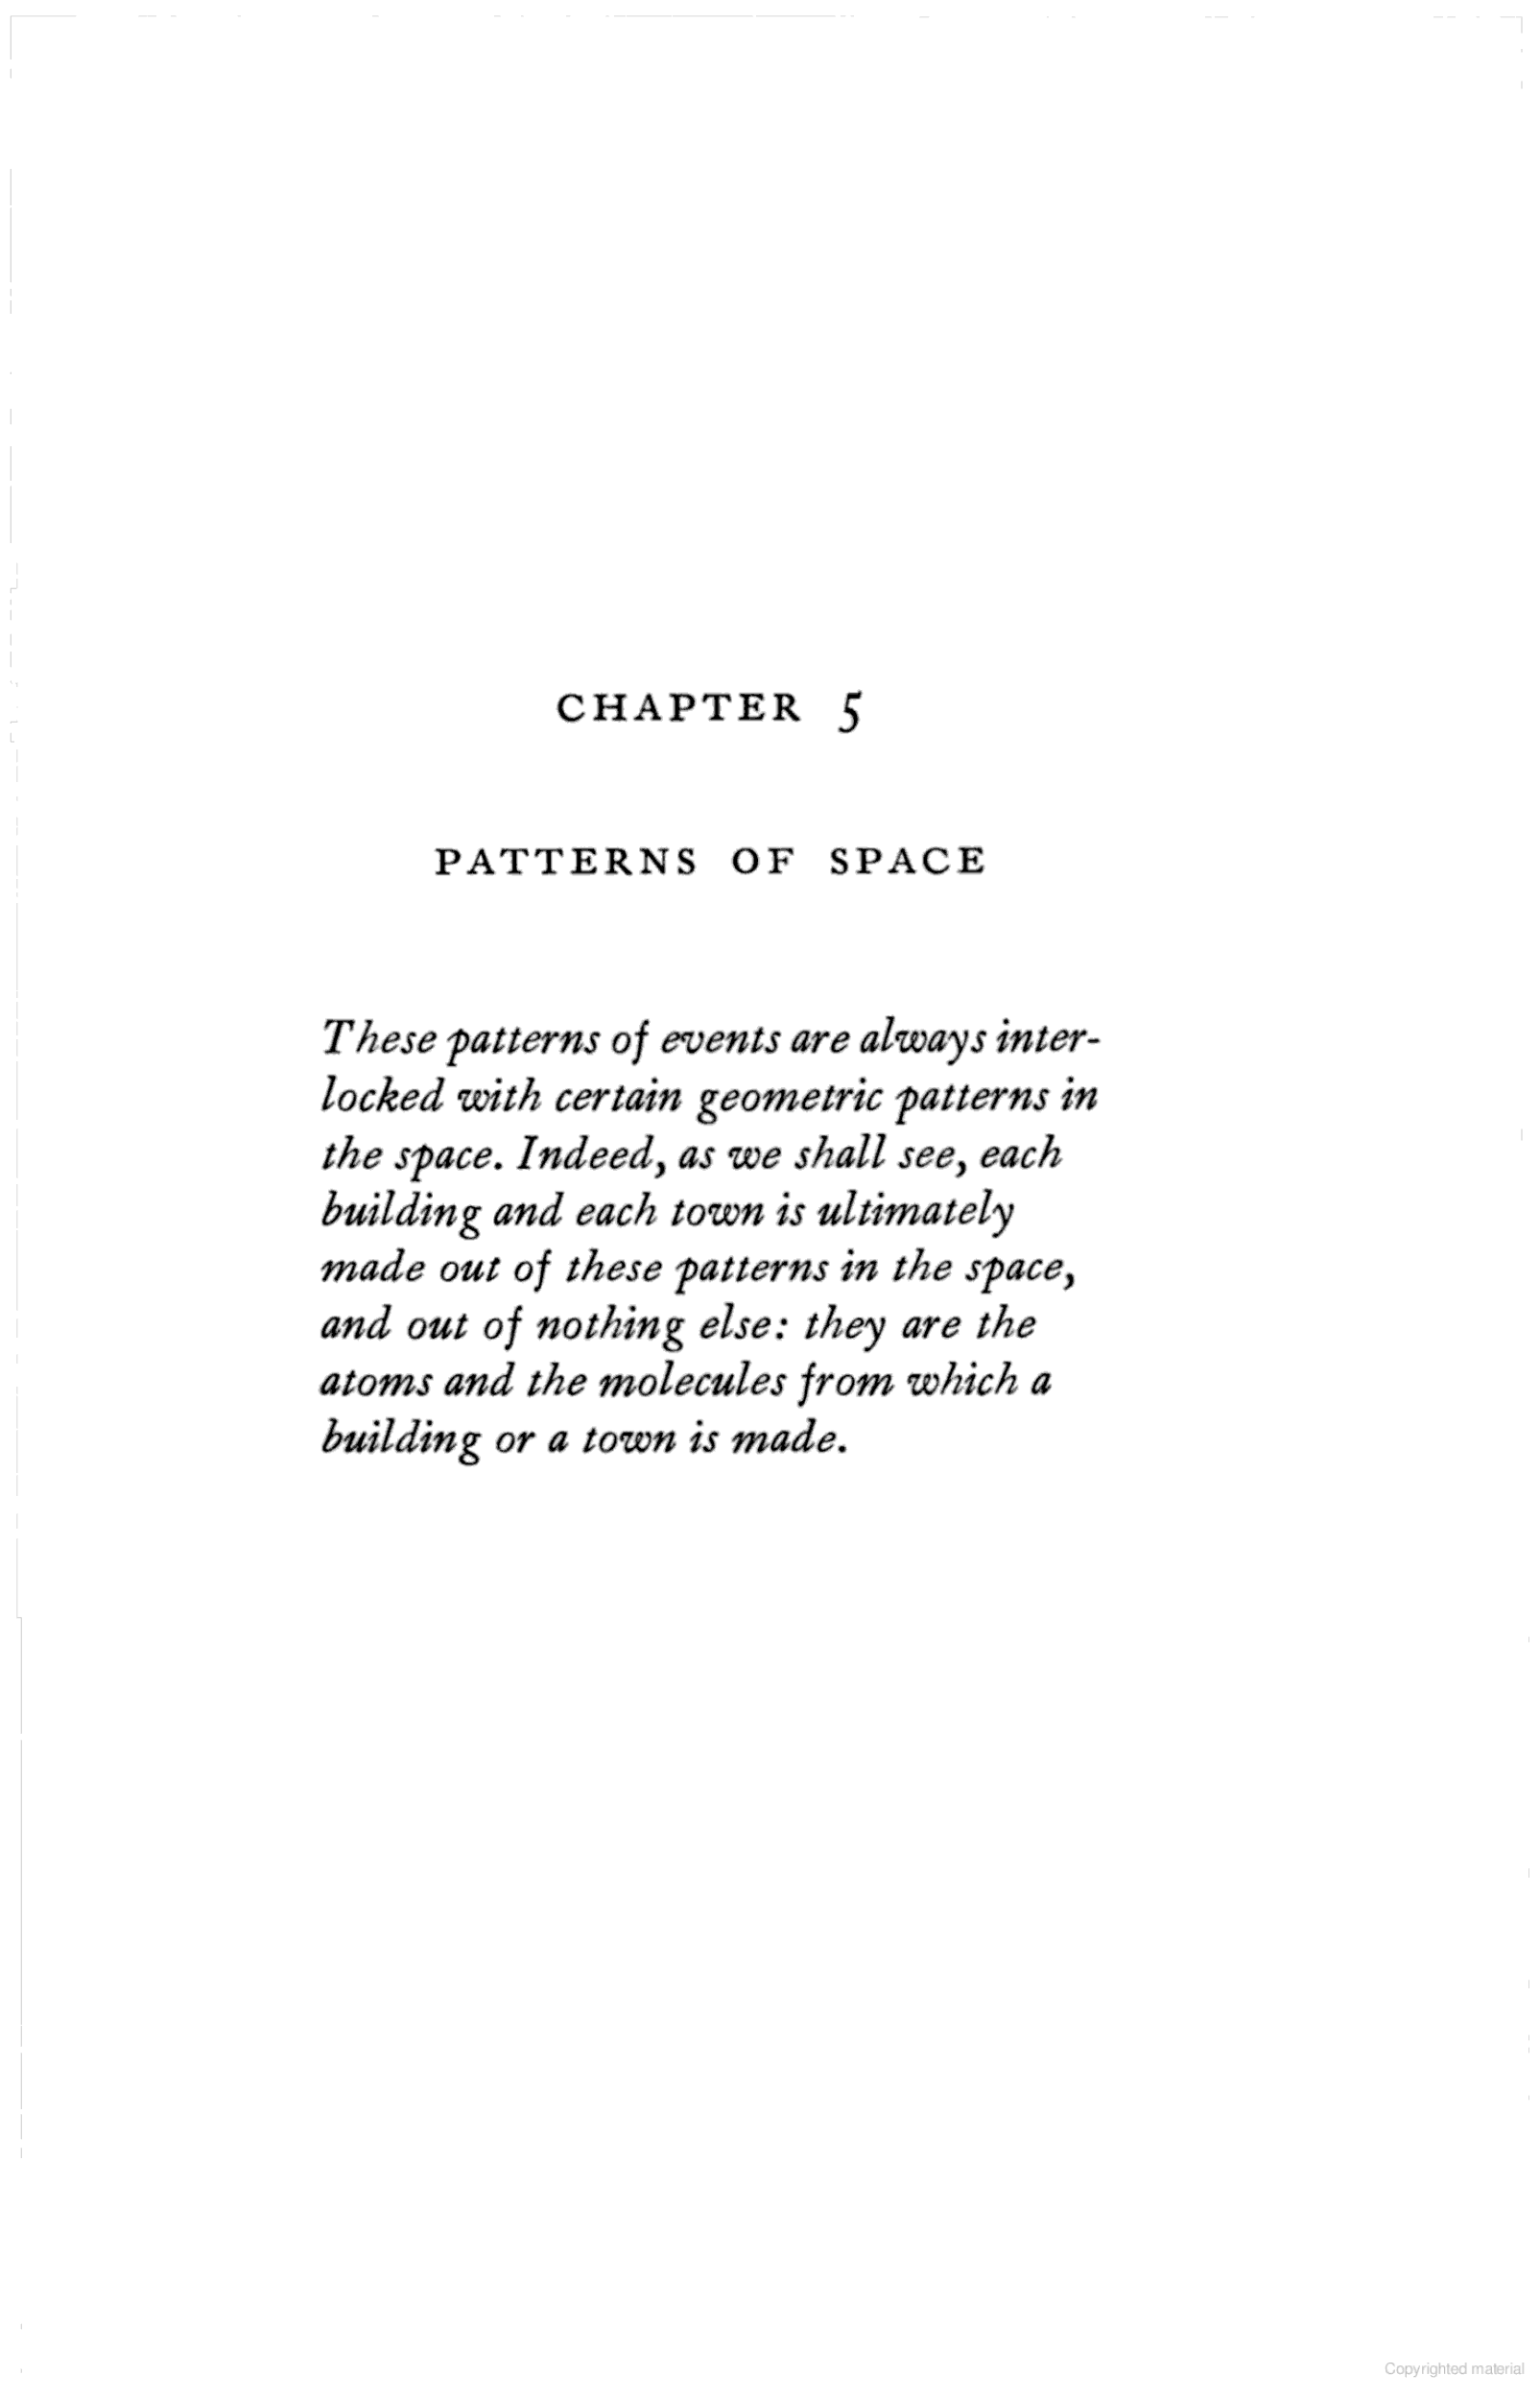 CHAPTER 5
PATTERNS OF SPACE
These patterns of events are always inter-
locked with certain geometric patterns in
the space. Indeed, as we shall see, each
building and each town is ultimately
made out of these patterns in the space,
and out of nothing else: they are the
atoms and the molecules from which a
building or a town is made.
Copyrighted material